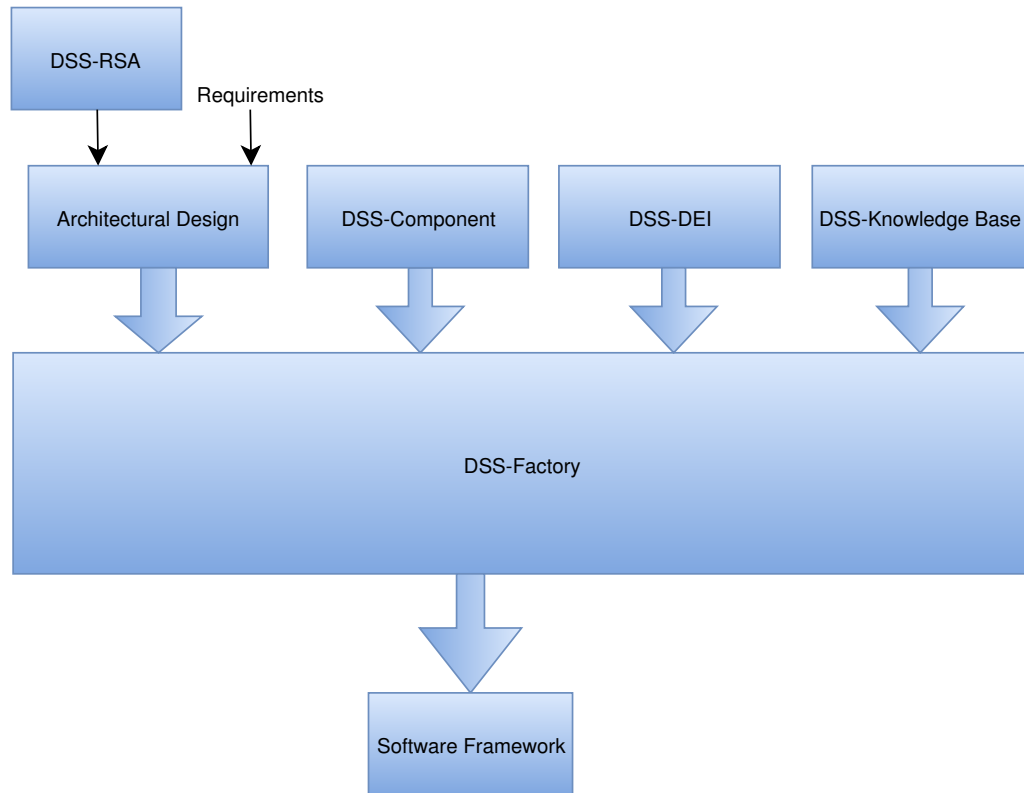 DSS-RSA
Requirements
Architectural Design
DSS-Component
DSS-DEI
DSS-Knowledge Base
DSS-Factory
Software Framework